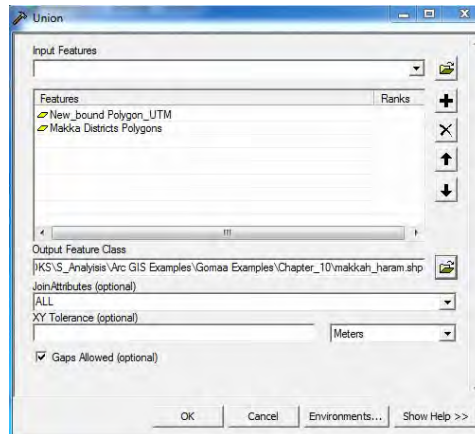 Union
Input Features
Features Ranks
New_bound Polygon_UTM
Makka Districts Polygons
Output Feature Class
)KS\S_Analyisis\Arc GIS Examples\Gomaa Examples\Chapter_10\makkah_haram.shp
JoinAttributes (optional)
ALL
XY Tolerance (optional)
Meters
Gaps Allowed (optional)
OK Cancel Environments... Show Help >>